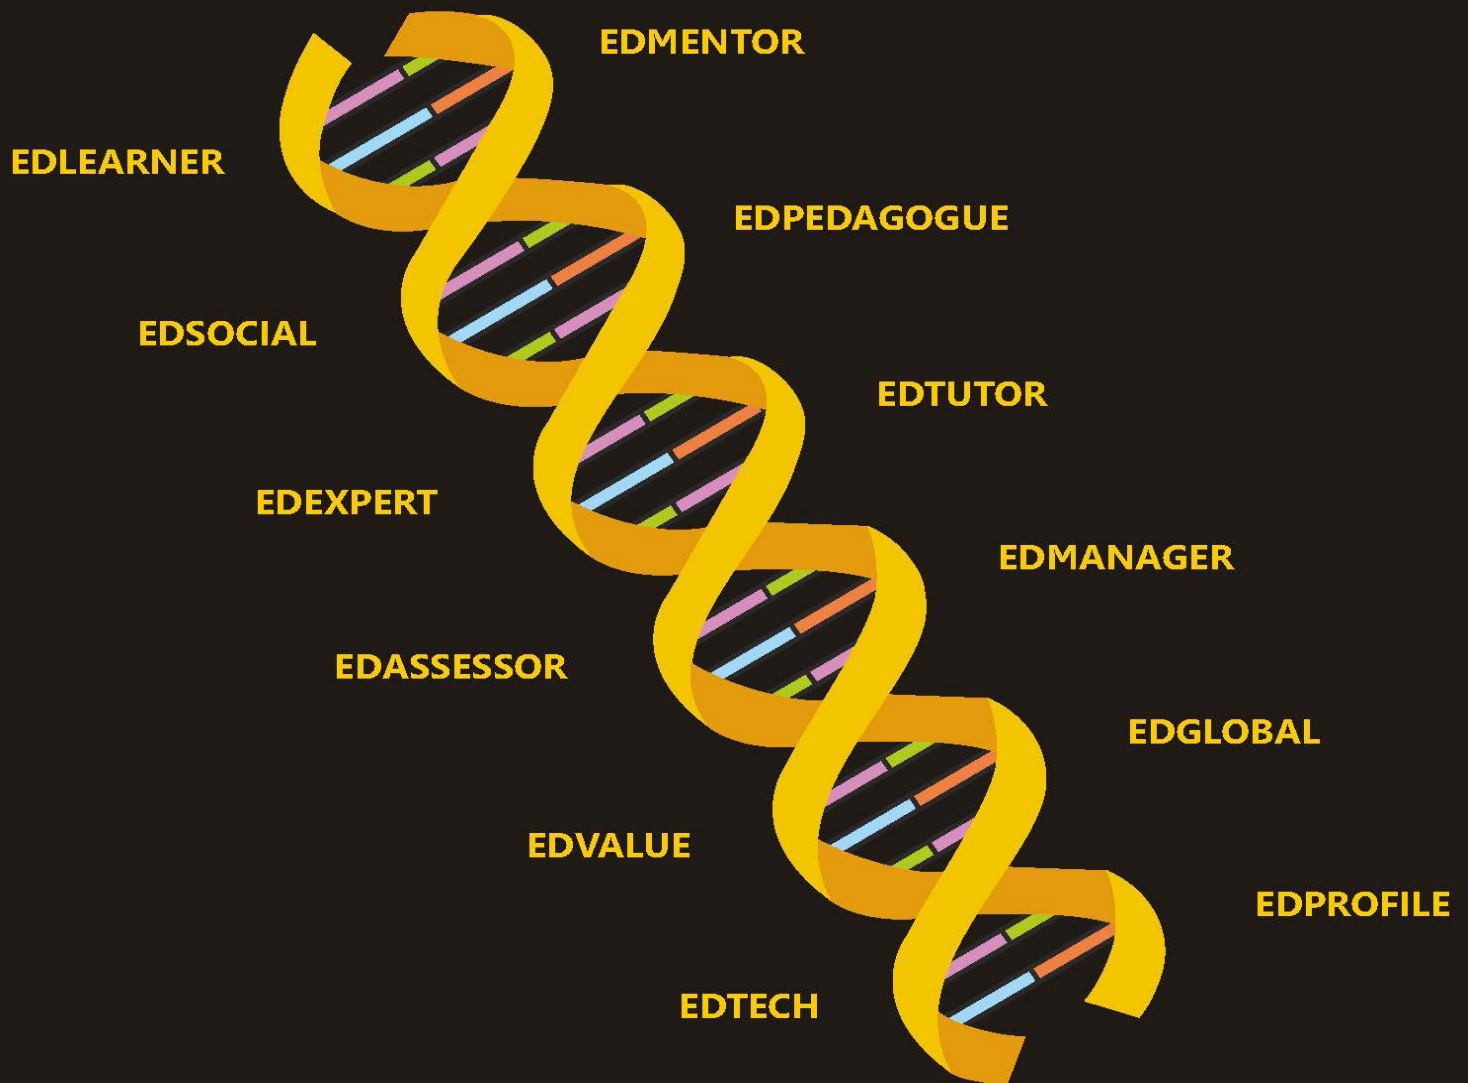 EDMENTOR
EDLEARNER
EDPEDAGOGUE
EDSOCIAL
EDTUTOR
EDEXPERT
EDMANAGER
EDASSESSOR
EDGLOBAL
EDVALUE
EDPROFILE
EDTECH